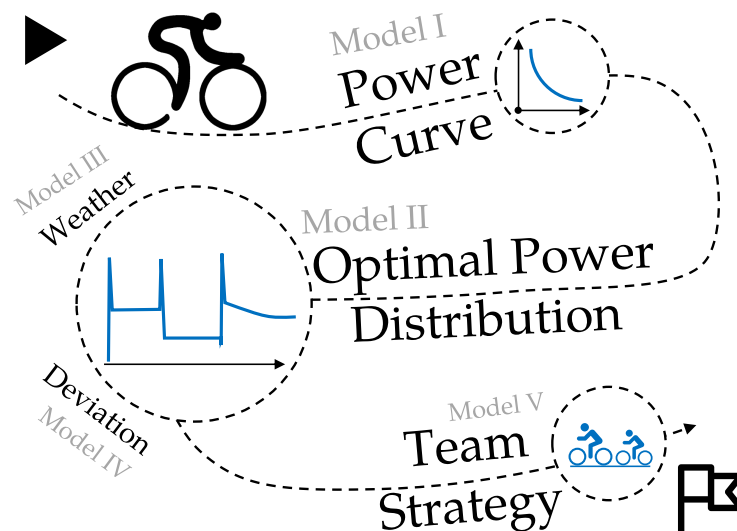 Model I
Power
Curve
Model III
Weather
Model II
Optimal Power
Distribution
Deviation
Model IV
Model V
Team
Strategy